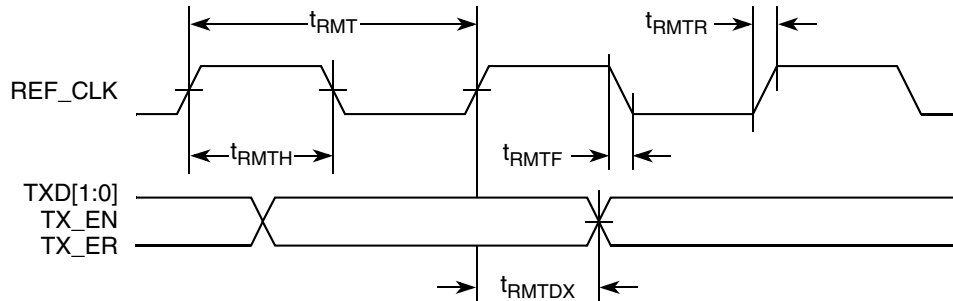 tRMT
tRMTR
REF_CLK
tRMTH
tRMTF
TXD[1:0]
TX_EN
TX_ER
tRMTDX